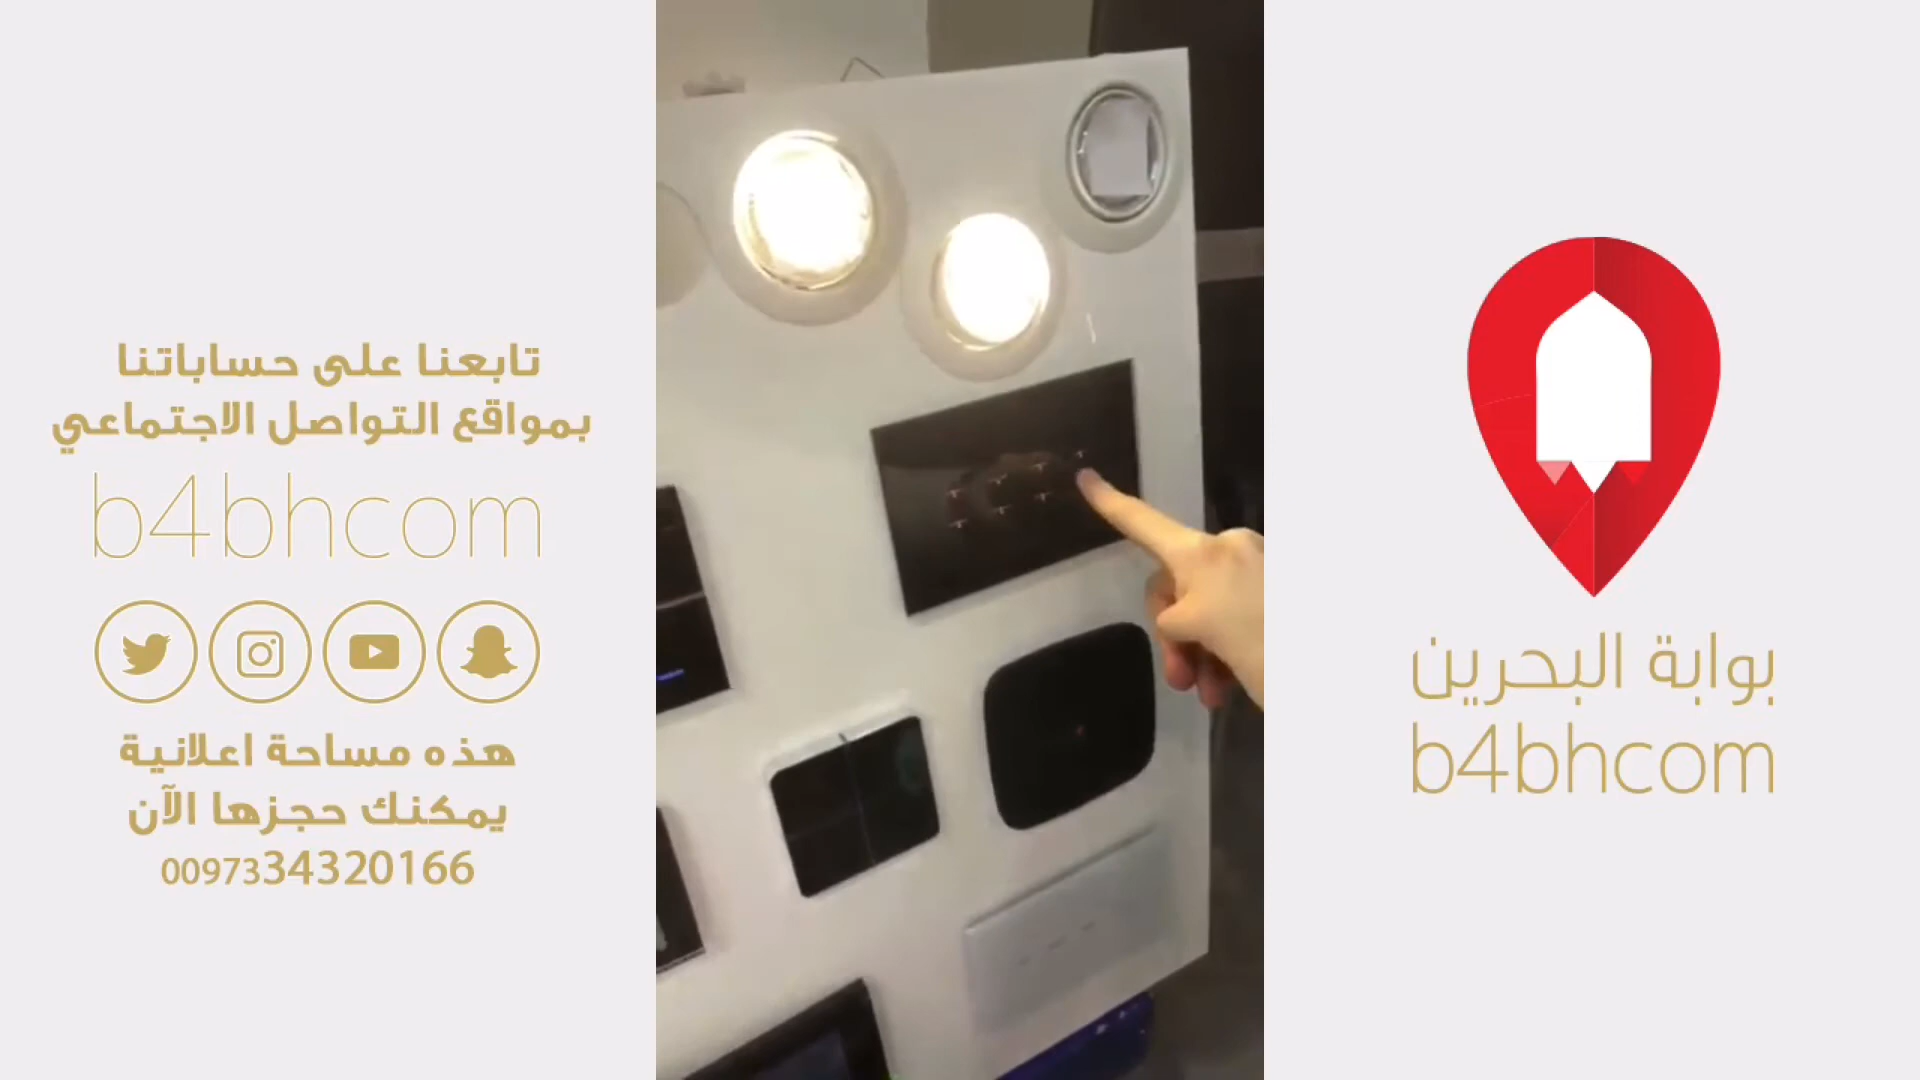 تابعنا على حساباتنا
بمواقع التواصل الاجتماعي
b4bhcom
هذه مساحة اعلانية
يمكنك حجزها الآن
0097334320166
بوابة البحرين
b4bhcom